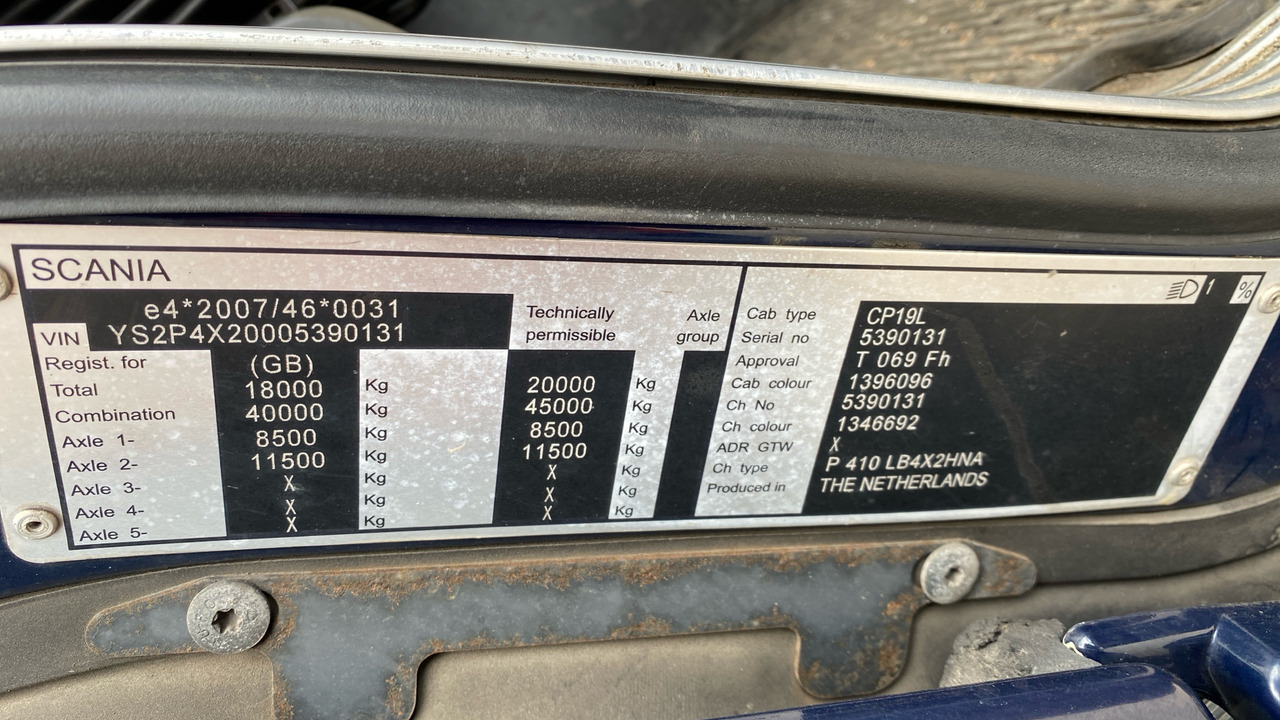 SCANIA
e4*2007/46*0031
VIN YS2P4X20005390131
Technically permissible
Axle group
Regist. for (GB)
Total 18000 Kg 20000 Kg
Combination 40000 Kg 45000 Kg
Axle 1- 8500 Kg 8500 Kg
Axle 2- 11500 Kg 11500 Kg
Axle 3- X Kg X Kg
Axle 4- X Kg X Kg
Axle 5- X Kg X Kg
1 %
Cab type CP19L
Serial no 5390131
Approval T 069 Fh
Cab colour 1396096
Ch No 5390131
Ch colour 1346692
ADR GTW X
Ch type P 410 LB4X2HNA
Produced in THE NETHERLANDS